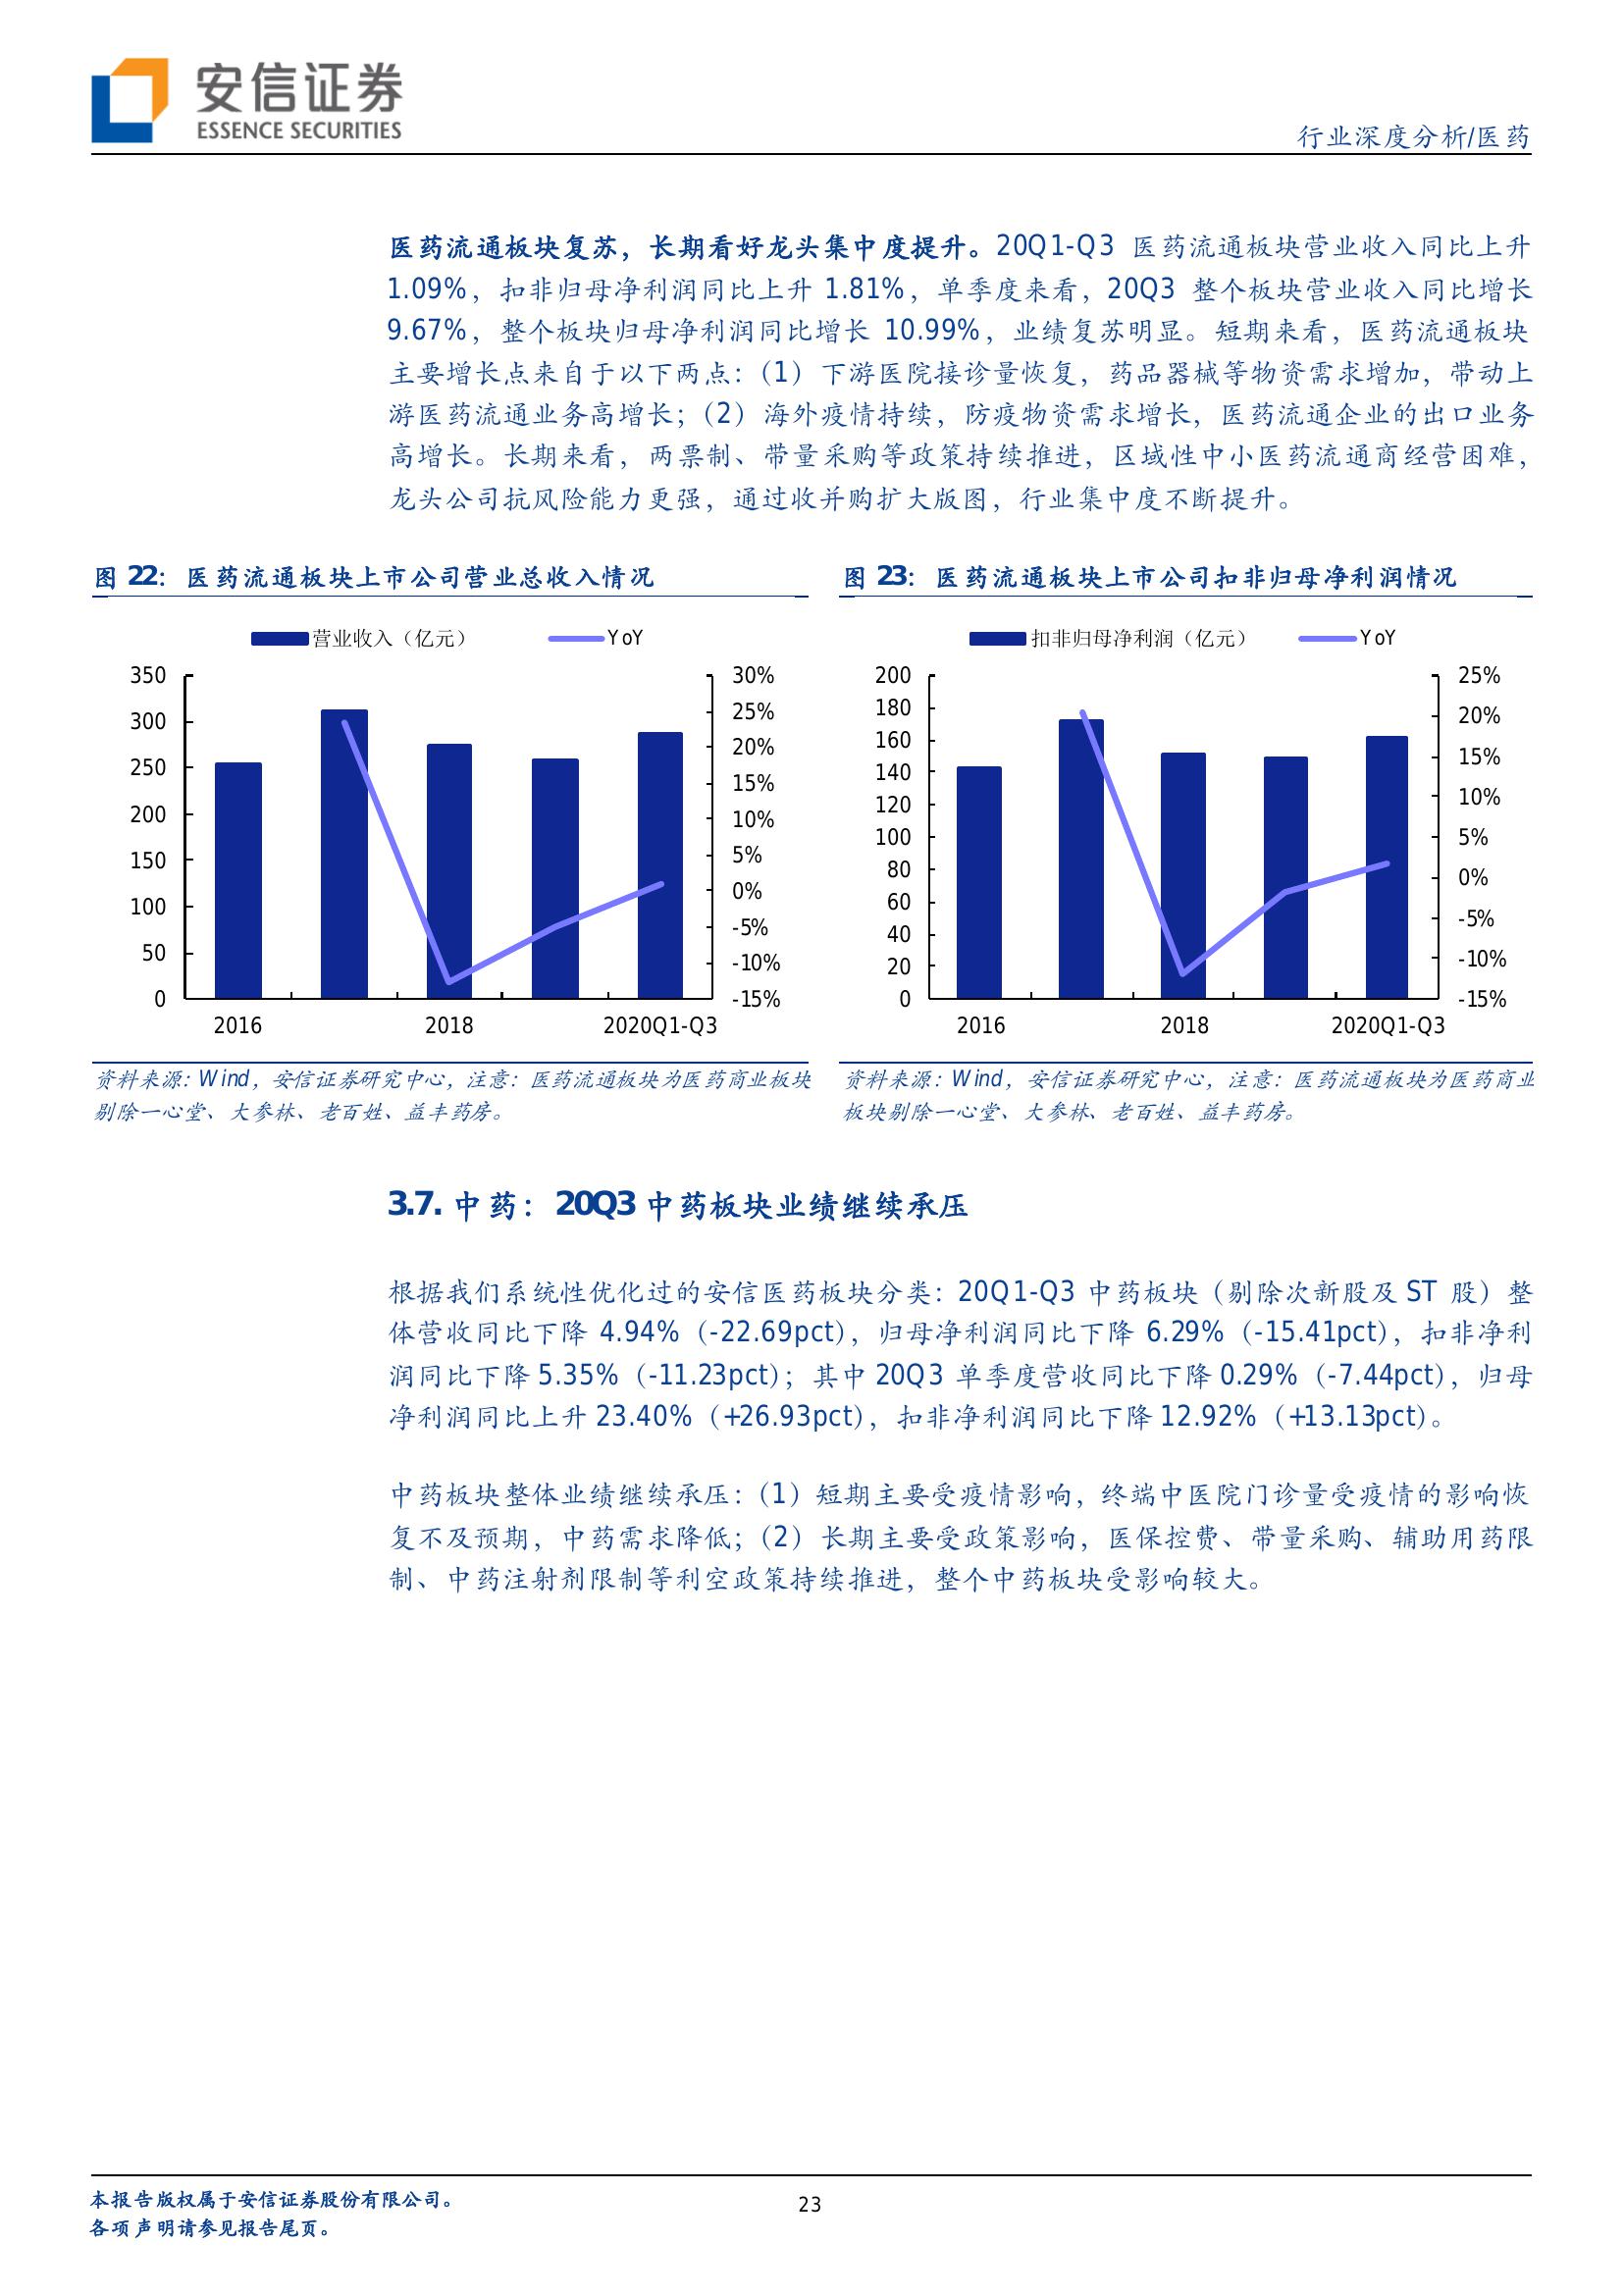 安信证券
ESSENCE SECURITIES
行业深度分析/医药
医药流通板块复苏，长期看好龙头集中度提升。20Q1-Q3 医药流通板块营业收入同比上升
1.09%，扣非归母净利润同比上升 1.81%，单季度来看，20Q3 整个板块营业收入同比增长
9.67%，整个板块归母净利润同比增长 10.99%，业绩复苏明显。短期来看，医药流通板块
主要增长点来自于以下两点：（1）下游医院接诊量恢复，药品器械等物资需求增加，带动上
游医药流通业务高增长；（2）海外疫情持续，防疫物资需求增长，医药流通企业的出口业务
高增长。长期来看，两票制、带量采购等政策持续推进，区域性中小医药流通商经营困难，
龙头公司抗风险能力更强，通过收并购扩大版图，行业集中度不断提升。
图 22：医药流通板块上市公司营业总收入情况
营业收入（亿元） YoY
350
300
250
200
150
100
50
0
30%
25%
20%
15%
10%
5%
0%
-5%
-10%
-15%
2016 2018 2020Q1-Q3
资料来源：Wind，安信证券研究中心，注意：医药流通板块为医药商业板块
剔除一心堂、大参林、老百姓、益丰药房。
图 23：医药流通板块上市公司扣非归母净利润情况
扣非归母净利润（亿元） YoY
200
180
160
140
120
100
80
60
40
20
0
25%
20%
15%
10%
5%
0%
-5%
-10%
-15%
2016 2018 2020Q1-Q3
资料来源：Wind，安信证券研究中心，注意：医药流通板块为医药商业
板块剔除一心堂、大参林、老百姓、益丰药房。
3.7. 中药：20Q3 中药板块业绩继续承压
根据我们系统性优化过的安信医药板块分类：20Q1-Q3 中药板块（剔除次新股及 ST 股）整
体营收同比下降 4.94%（-22.69pct），归母净利润同比下降 6.29%（-15.41pct），扣非净利
润同比下降 5.35%（-11.23pct）；其中 20Q3 单季度营收同比下降 0.29%（-7.44pct），归母
净利润同比上升 23.40%（+26.93pct），扣非净利润同比下降 12.92%（+13.13pct）。
中药板块整体业绩继续承压：（1）短期主要受疫情影响，终端中医院门诊量受疫情的影响恢
复不及预期，中药需求降低；（2）长期主要受政策影响，医保控费、带量采购、辅助用药限
制、中药注射剂限制等利空政策持续推进，整个中药板块受影响较大。
本报告版权属于安信证券股份有限公司。
各项声明请参见报告尾页。
23